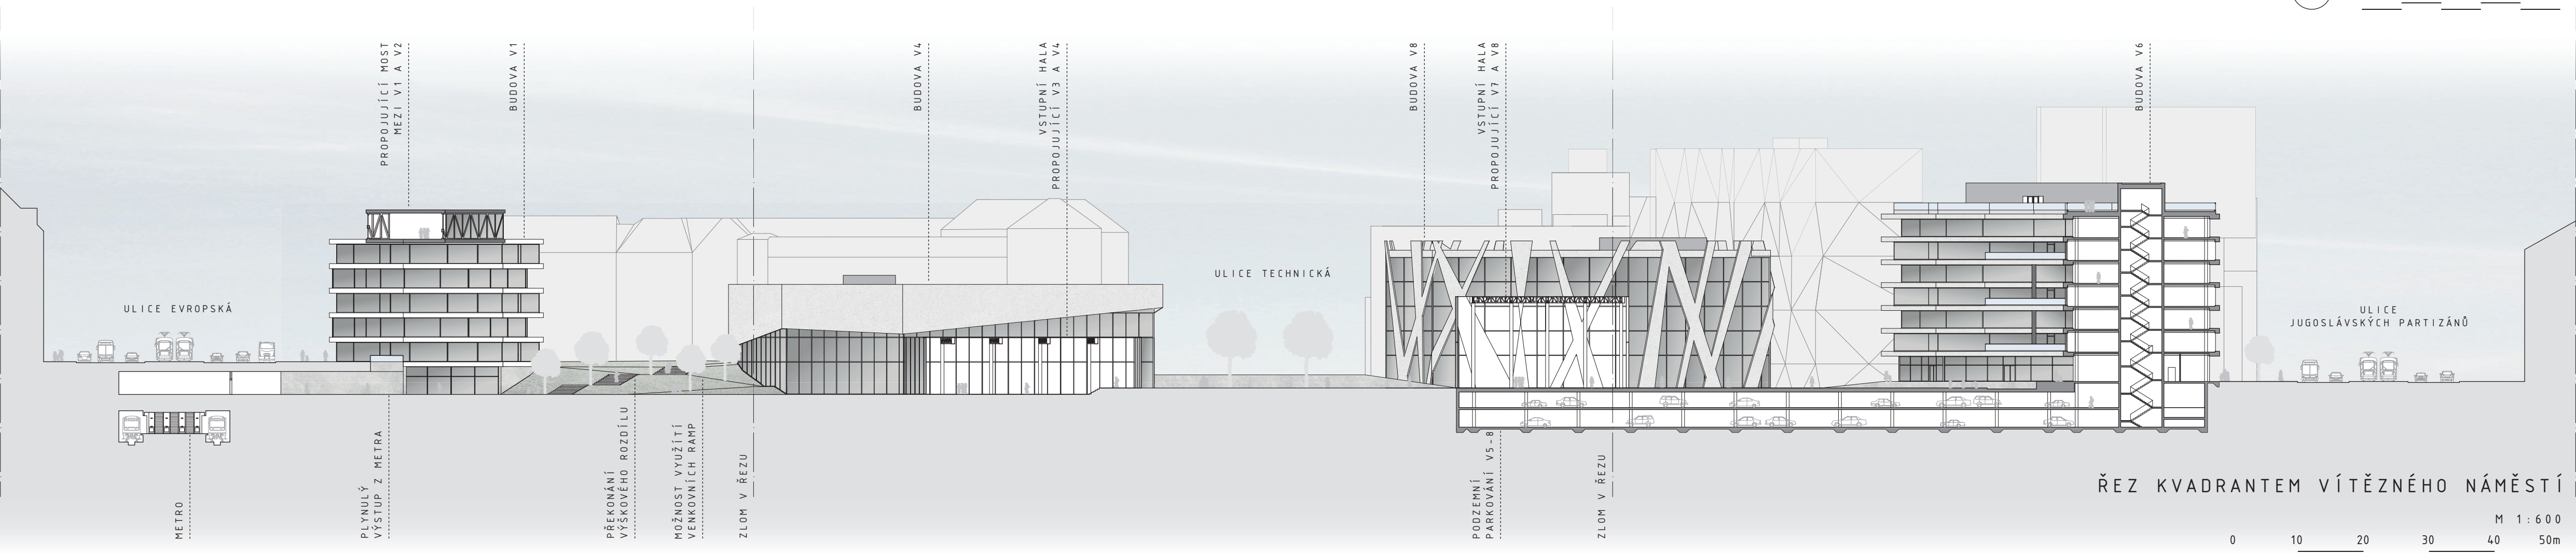 PROPOJUJÍCÍ MOST
MEZI V1 A V2
BUDOVA V1
BUDOVA V4
VSTUPNÍ HALA
PROPOJUJÍCÍ V3 A V4
BUDOVA V8
VSTUPNÍ HALA
PROPOJUJÍCÍ V7 A V8
BUDOVA V6
ULICE EVROPSKÁ
ULICE TECHNICKÁ
ULICE
JUGOSLÁVSKÝCH PARTIZÁNŮ
METRO
PLYNULÝ
VÝSTUP Z METRA
PŘEKONÁNÍ
VÝŠKOVÉHO ROZDÍLU
MOŽNOST VYUŽITÍ
VENKOVNÍCH RAMP
ZLOM V ŘEZU
PODZEMNÍ
PARKOVÁNÍ V5-8
ZLOM V ŘEZU
ŘEZ KVADRANTEM VÍTĚZNÉHO NÁMĚSTÍ
M 1:600
0 10 20 30 40 50m